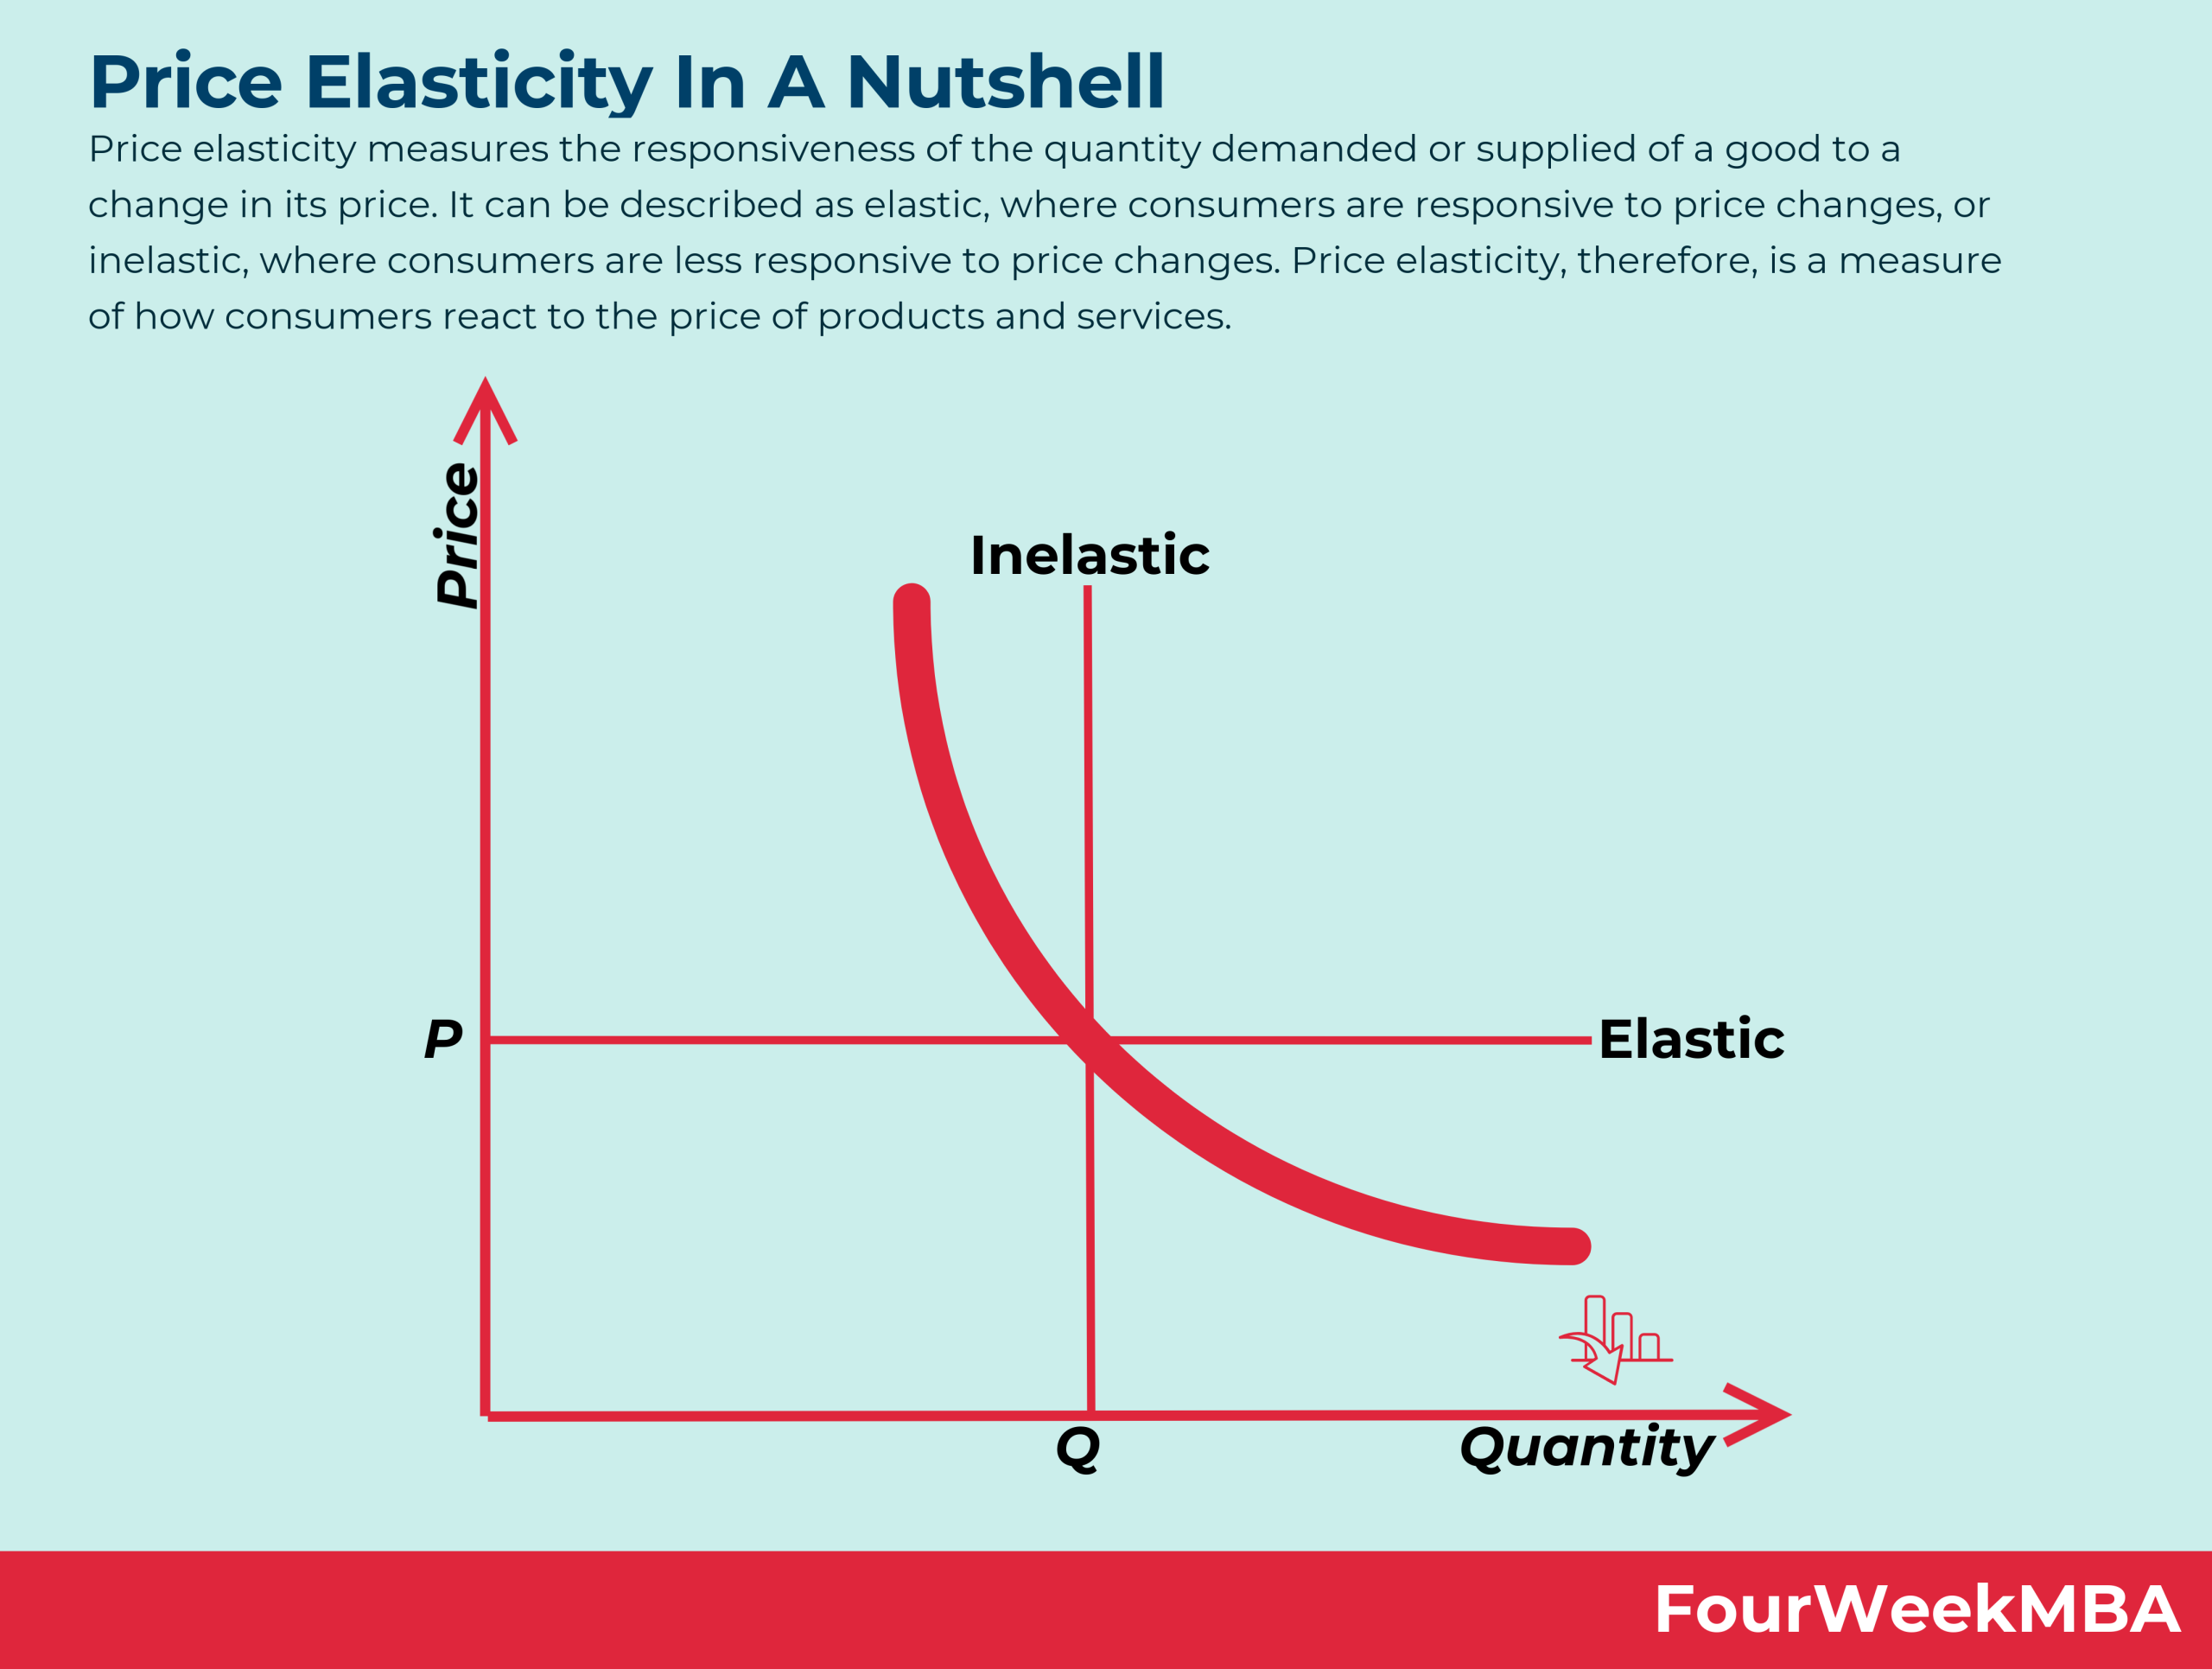 Price Elasticity In A Nutshell
Price elasticity measures the responsiveness of the quantity demanded or supplied of a good to a
change in its price. It can be described as elastic, where consumers are responsive to price changes, or
inelastic, where consumers are less responsive to price changes. Price elasticity, therefore, is a measure
of how consumers react to the price of products and services.
Price
Inelastic
P
Elastic
Q
Quantity
FourWeekMBA